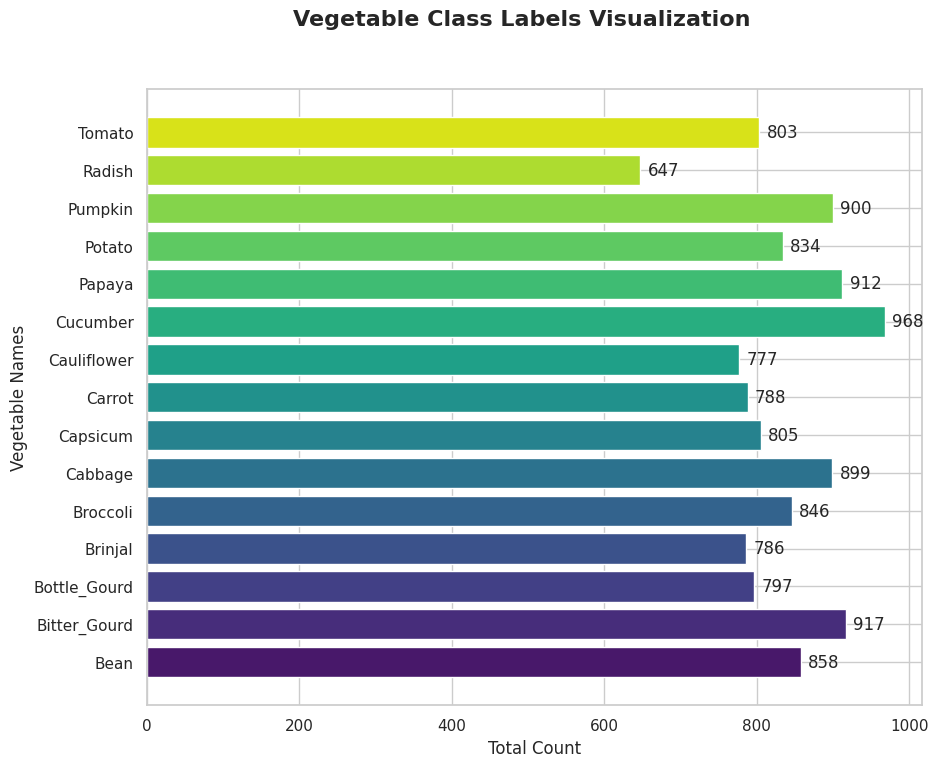 Vegetable Class Labels Visualization
Vegetable Names
Tomato 803
Radish 647
Pumpkin 900
Potato 834
Papaya 912
Cucumber 968
Cauliflower 777
Carrot 788
Capsicum 805
Cabbage 899
Broccoli 846
Brinjal 786
Bottle_Gourd 797
Bitter_Gourd 917
Bean 858
0 200 400 600 800 1000
Total Count